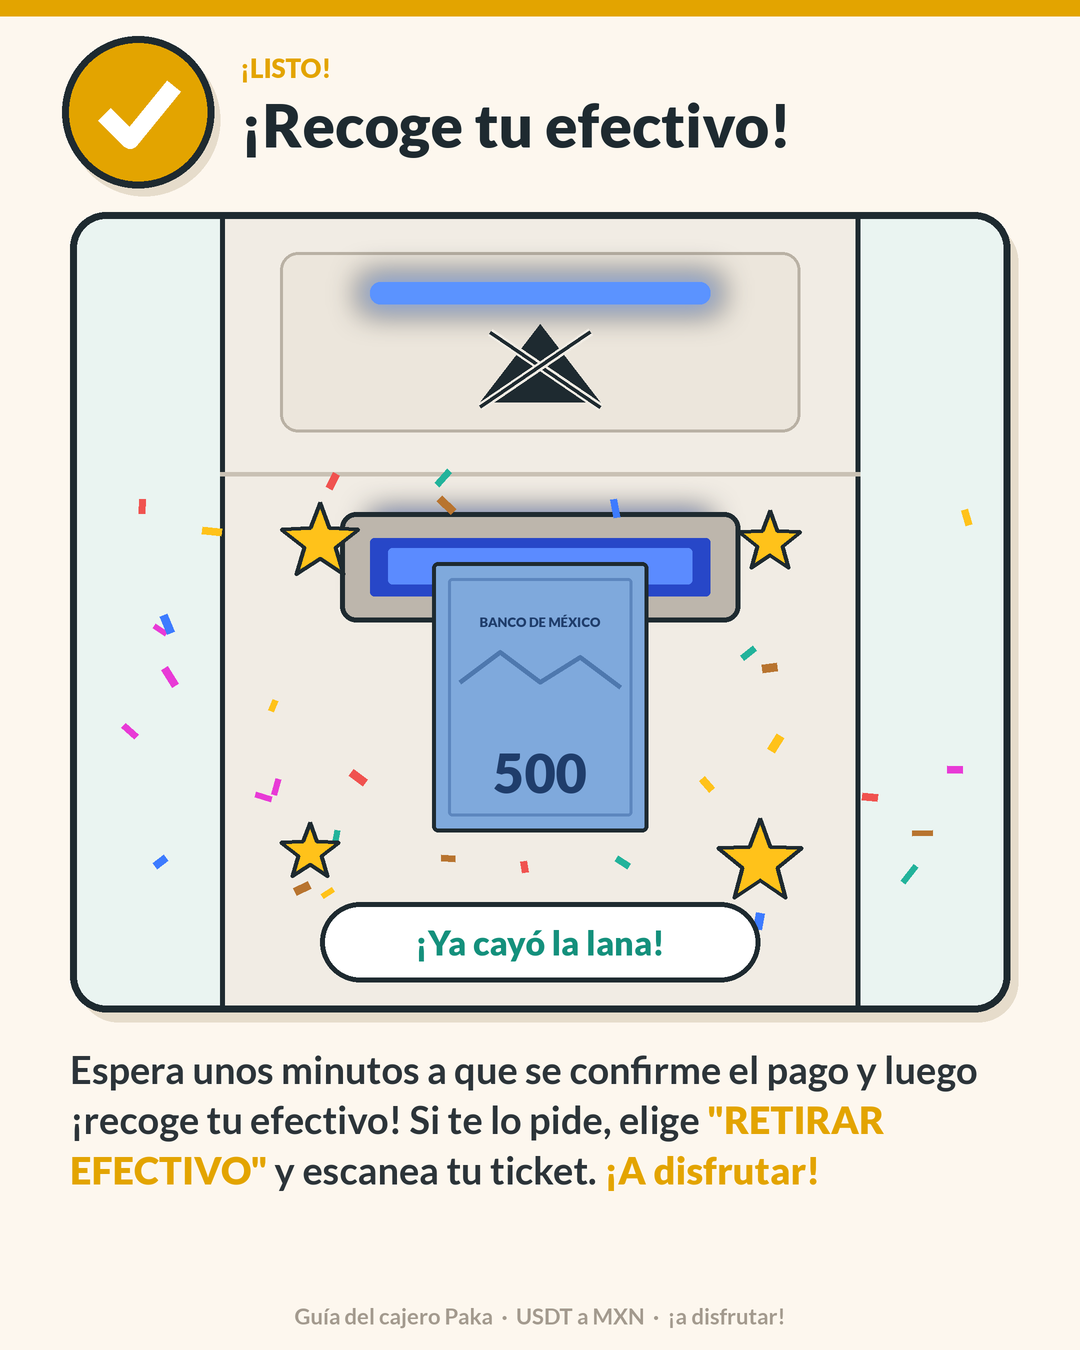 ¡LISTO!
¡Recoge tu efectivo!
BANCO DE MÉXICO
500
¡Ya cayó la lana!
Espera unos minutos a que se confirme el pago y luego
¡recoge tu efectivo! Si te lo pide, elige "RETIRAR
EFECTIVO" y escanea tu ticket. ¡A disfrutar!
Guía del cajero Paka · USDT a MXN · ¡a disfrutar!